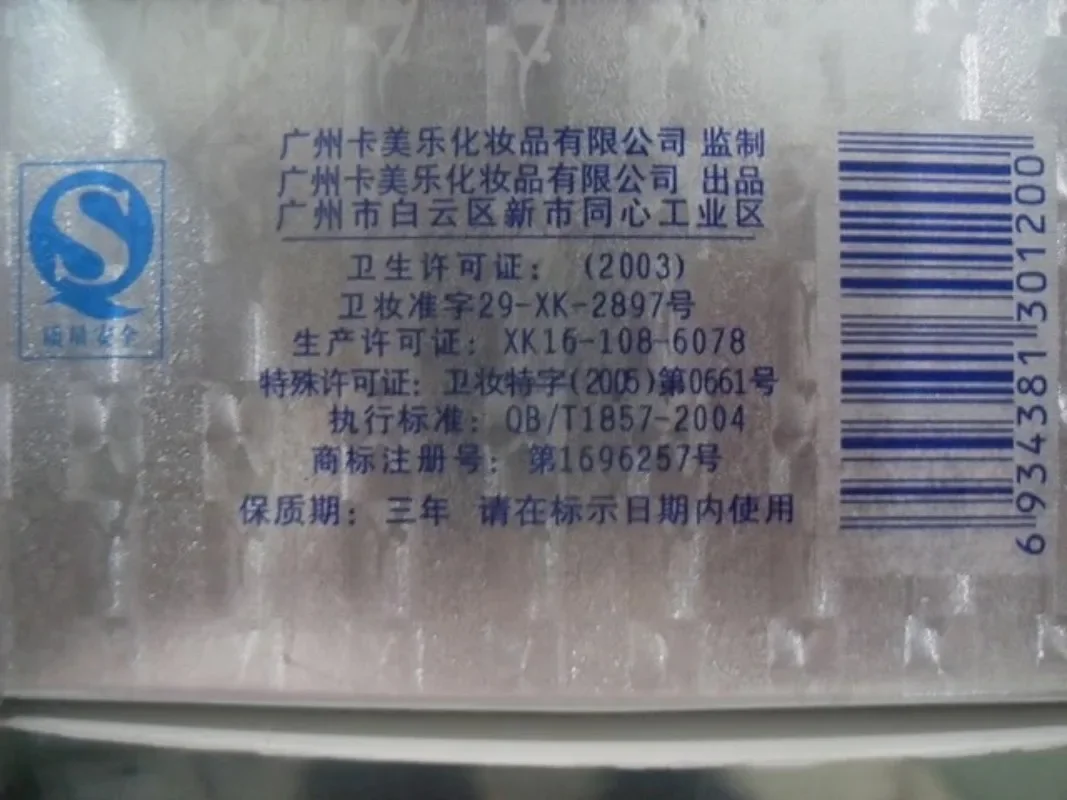 广州卡美乐化妆品有限公司 监制
广州卡美乐化妆品有限公司 出品
广州市白云区新市同心工业区
卫生许可证：(2003)
卫妆准字29-XK-2897号
生产许可证：XK16-108-6078
特殊许可证：卫妆特字(2005)第0661号
执行标准：QB/T1857-2004
商标注册号：第1696257号
保质期：三年 请在标示日期内使用
质量安全
6 934381 301200